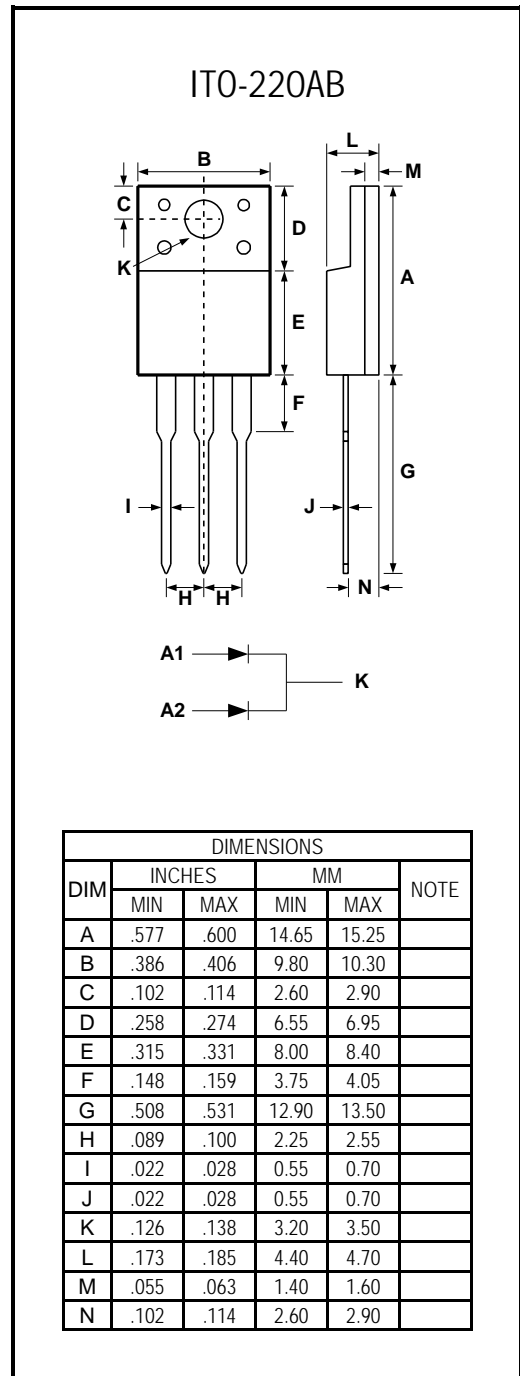 ITO-220AB
L
B
M
C
D
K
A
E
F
G
I
J
H H
N
A1
K
A2
DIMENSIONS
DIM INCHES MM NOTE
MIN MAX MIN MAX
A .577 .600 14.65 15.25
B .386 .406 9.80 10.30
C .102 .114 2.60 2.90
D .258 .274 6.55 6.95
E .315 .331 8.00 8.40
F .148 .159 3.75 4.05
G .508 .531 12.90 13.50
H .089 .100 2.25 2.55
I .022 .028 0.55 0.70
J .022 .028 0.55 0.70
K .126 .138 3.20 3.50
L .173 .185 4.40 4.70
M .055 .063 1.40 1.60
N .102 .114 2.60 2.90